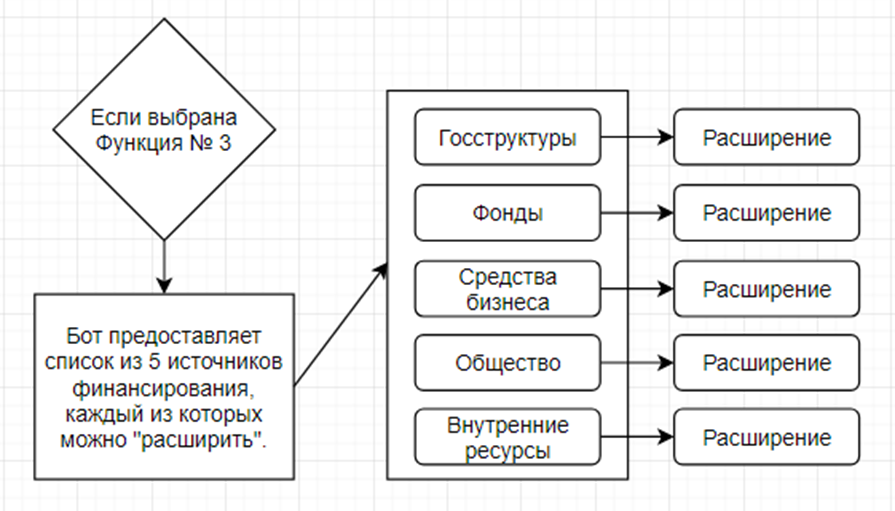 Если выбрана
Функция № 3
Бот предоставляет
список из 5 источников
финансирования,
каждый из которых
можно "расширить".
Госструктуры
Расширение
Фонды
Расширение
Средства
бизнеса
Расширение
Общество
Расширение
Внутренние
ресурсы
Расширение